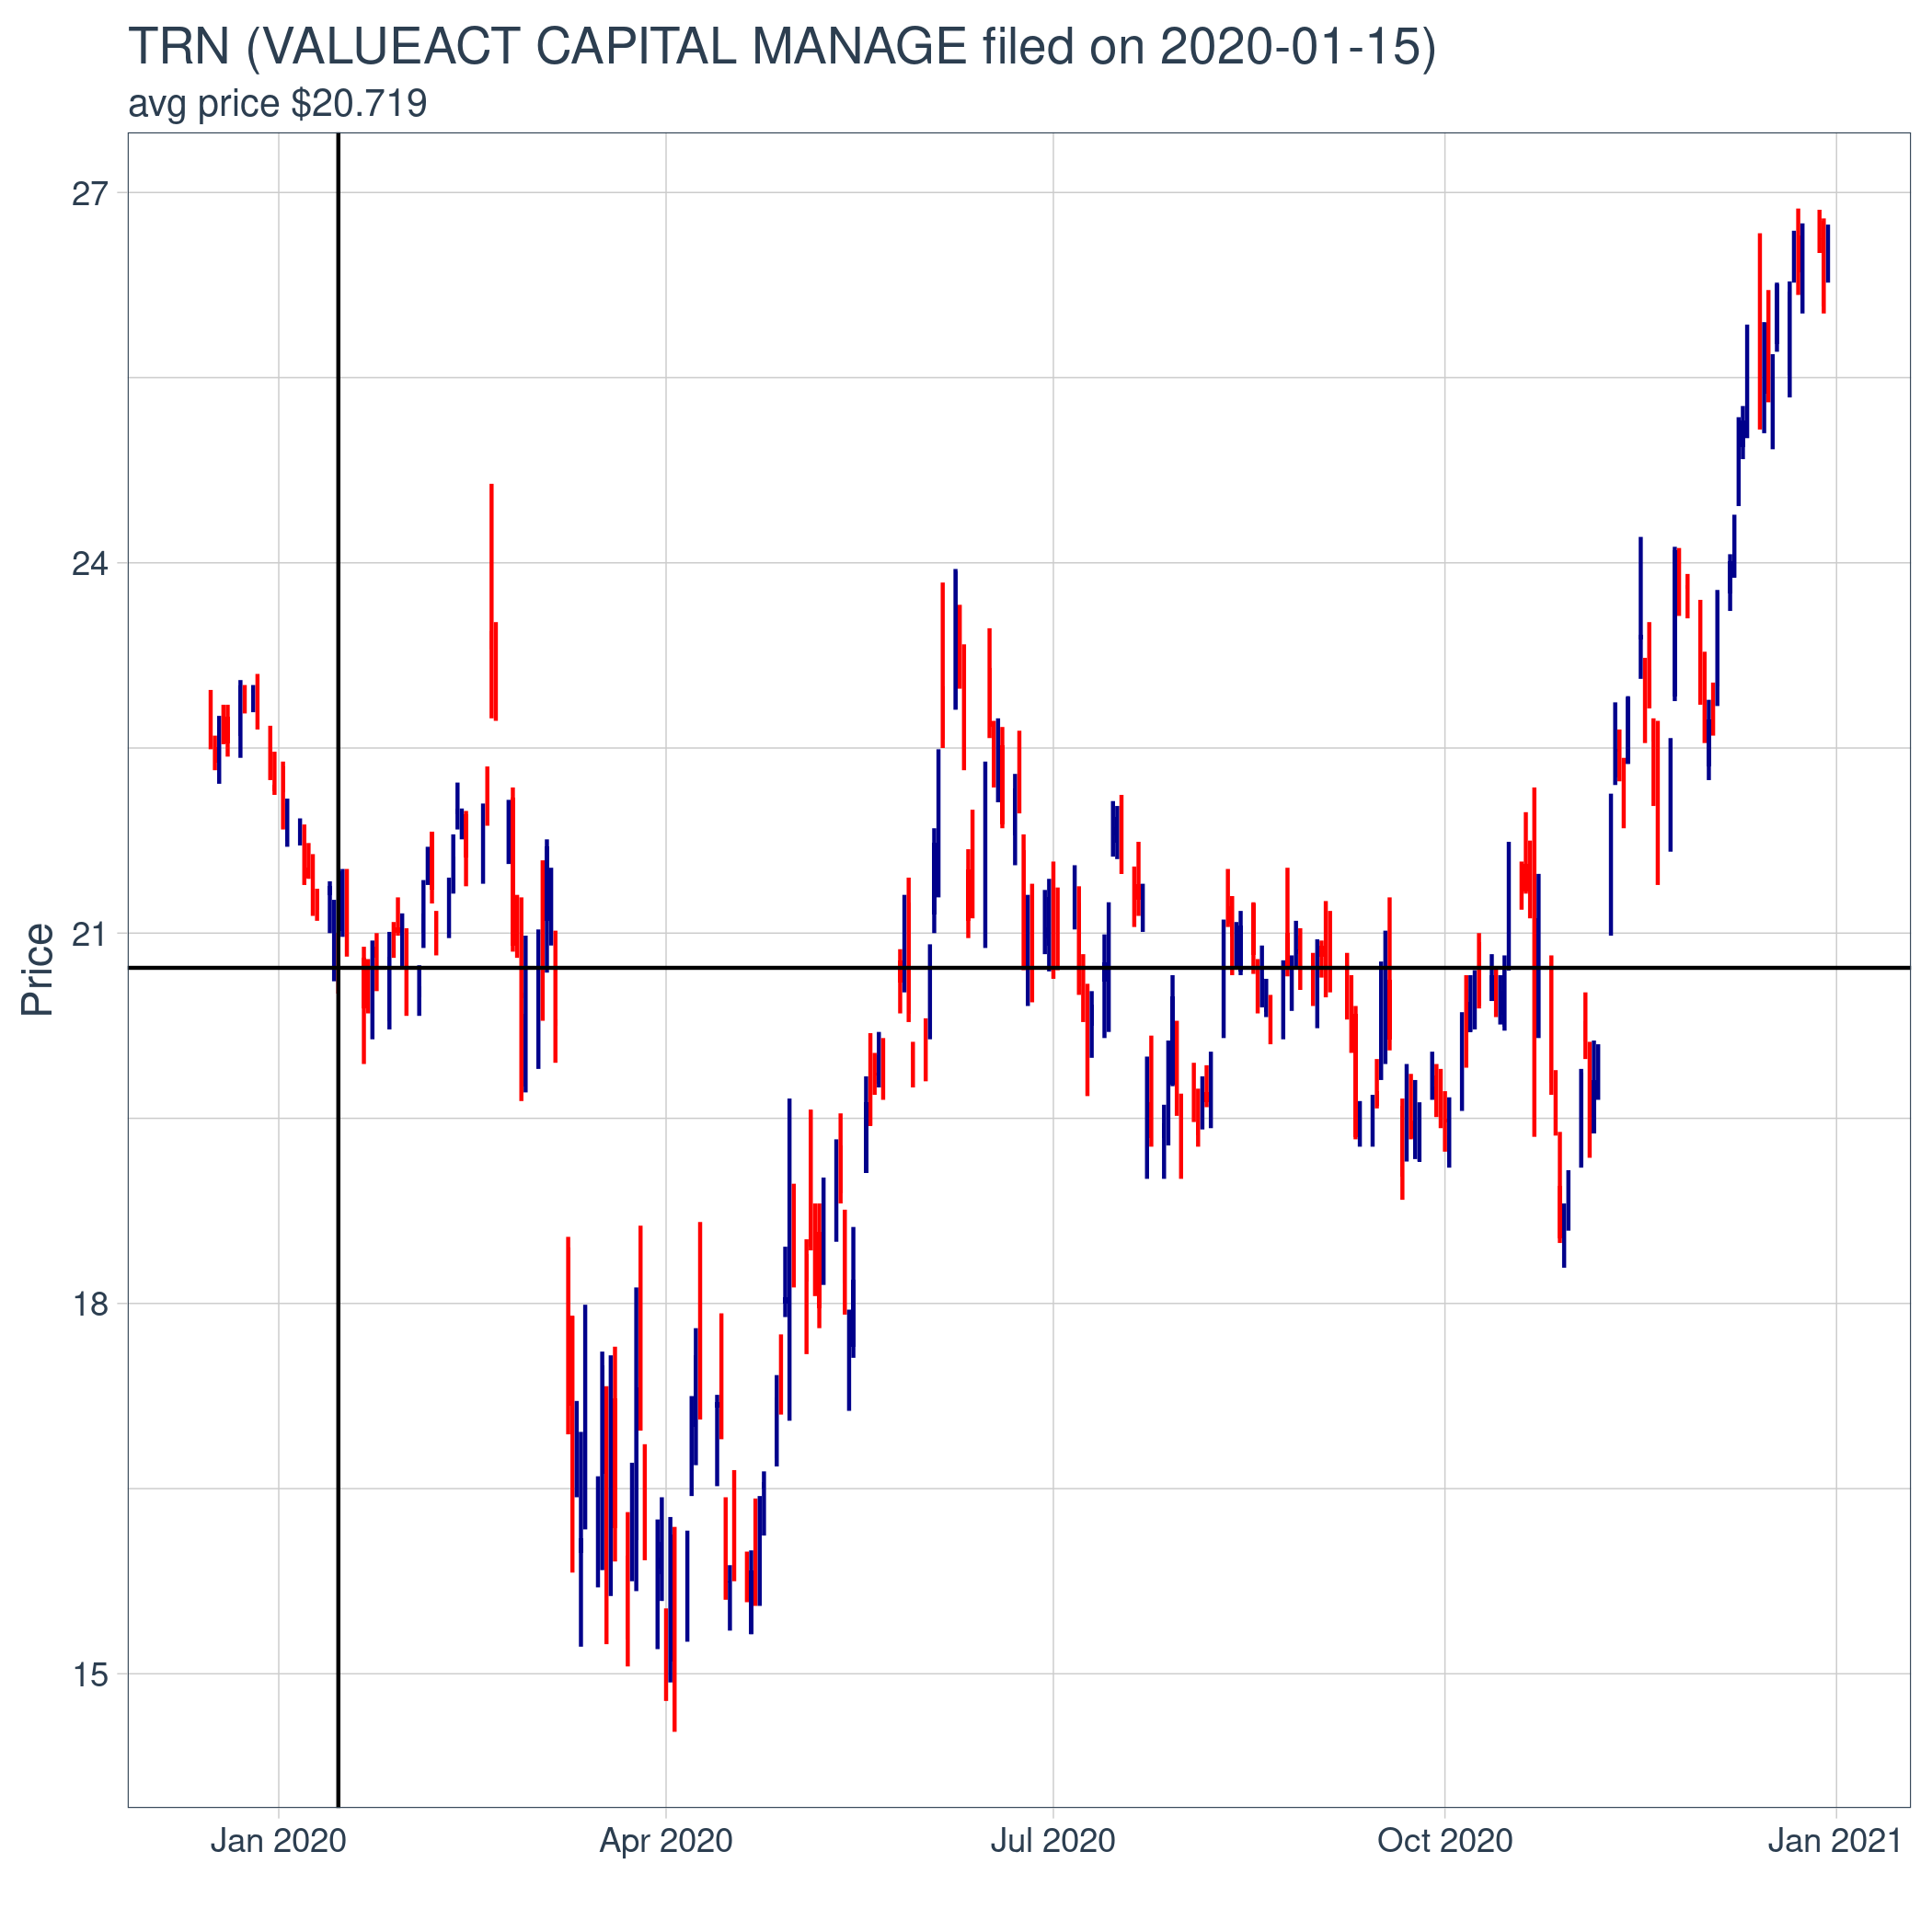 TRN (VALUEACT CAPITAL MANAGE filed on 2020-01-15)
avg price $20.719
Price
27
24
21
18
15
Jan 2020 Apr 2020 Jul 2020 Oct 2020 Jan 2021